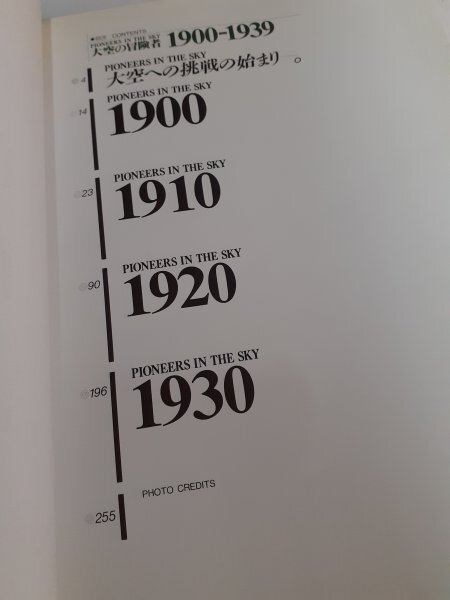 CONTENTS
PIONEERS IN THE SKY
大空の冒険者 1900-1939
PIONEERS IN THE SKY
4 大空への挑戦の始まり
PIONEERS IN THE SKY
14 1900
PIONEERS IN THE SKY
23 1910
PIONEERS IN THE SKY
90 1920
PIONEERS IN THE SKY
196 1930
PHOTO CREDITS
255